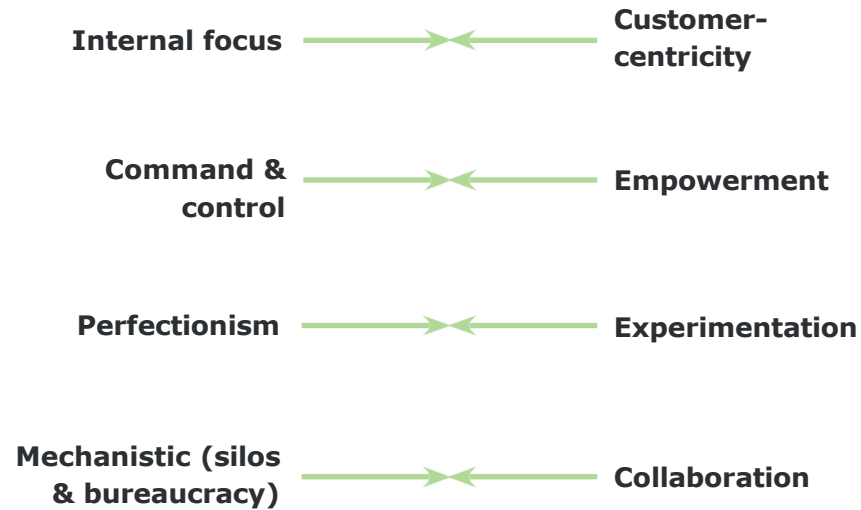 Internal focus
Customer-
centricity
Command &
control
Empowerment
Perfectionism
Experimentation
Mechanistic (silos
& bureaucracy)
Collaboration